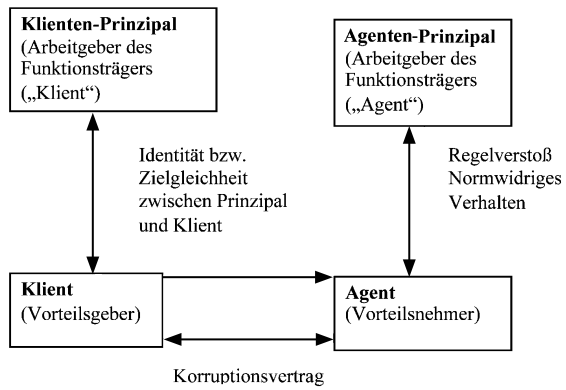 Klienten-Prinzipal
(Arbeitgeber des
Funktionsträgers
(„Klient“)
Agenten-Prinzipal
(Arbeitgeber des
Funktionsträgers
(„Agent“)
Identität bzw.
Zielgleichheit
zwischen Prinzipal
und Klient
Regelverstoß
Normwidriges
Verhalten
Klient
(Vorteilsgeber)
Agent
(Vorteilsnehmer)
Korruptionsvertrag